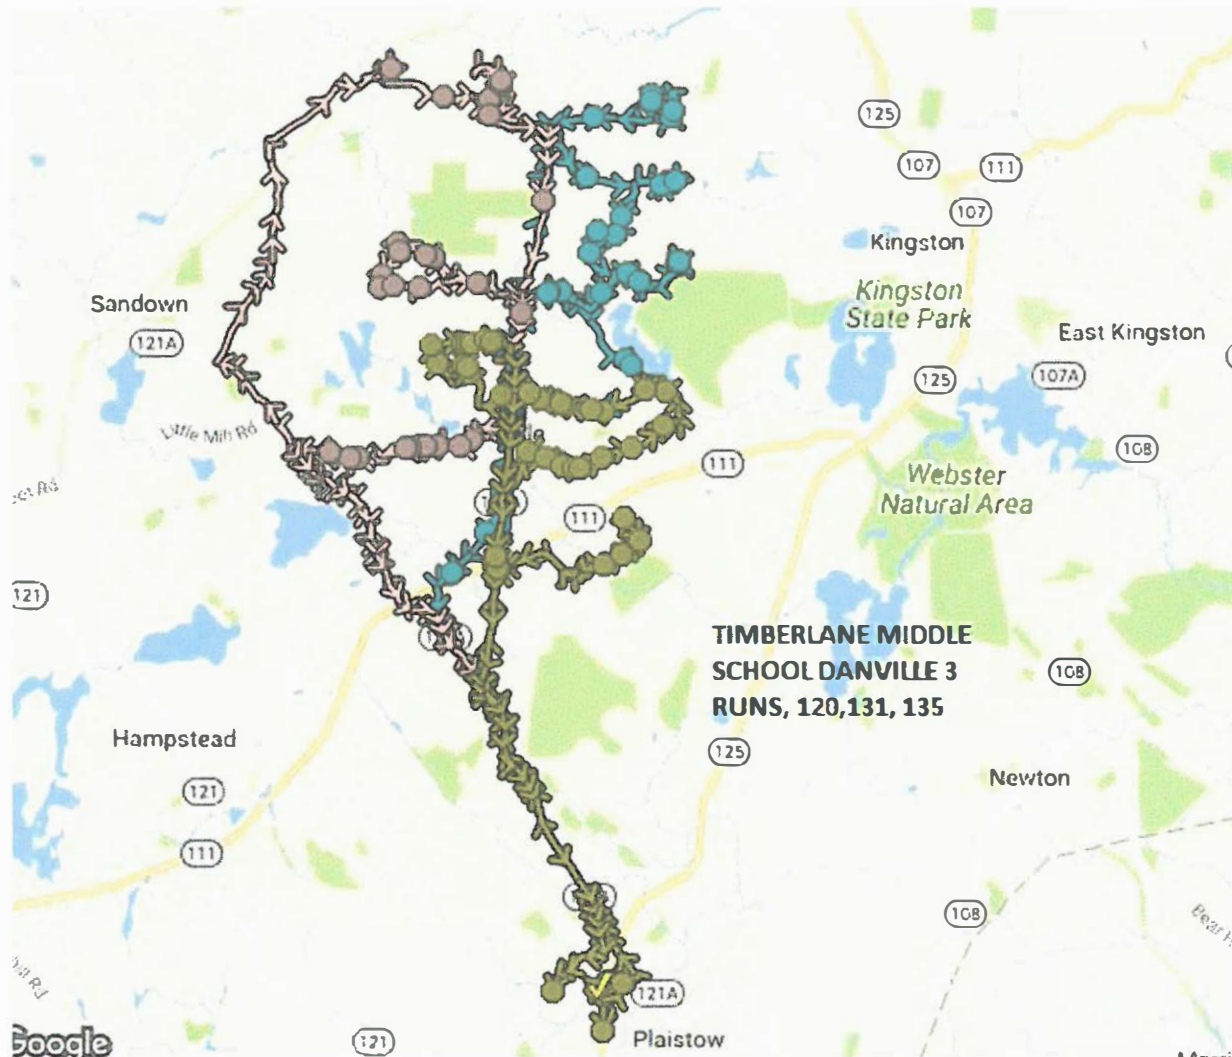 125
107
111
107
Kingston
Sandown
Kingston
State Park
121A
East Kingston
125
107A
Little Mill Rd
108
111
Webster
Natural Area
111
121
TIMBERLANE MIDDLE
SCHOOL DANVILLE 3
RUNS, 120,131, 135
108
Hampstead
125
Newton
121
111
108
121A
Google
121
Plaistow